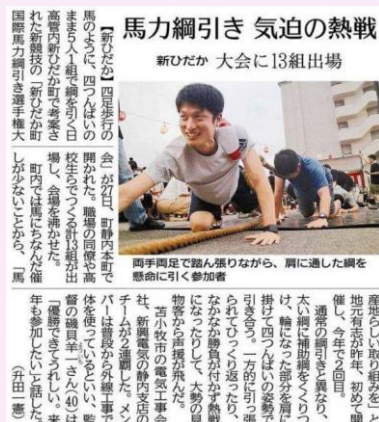 馬力綱引き 気迫の熱戦
新ひだか 大会に13組出場
【新ひだか】四足歩行の
馬のように、四つんばいの
まま5人1組で綱を引く日
高管内新ひだか町で考案さ
れた新競技の「新ひだか町
国際馬力綱引き選手権大
会」が27日、町静内本町で
開かれた。職場の同僚や高
校生らでつくる計13組が出
場し、会場を沸かせた。
町内では馬にちなんだ催
しが少ないことから、「馬
産地らしい取り組みを」と
地元有志が昨年、初めて開
催し、今年で2回目。
通常の綱引きと異なり、
太い綱に補助綱をくくりつ
け、輪になった部分を肩に
掛けて四つんばいの姿勢で
引き合う。一方的に引っ張
られてひっくり返ったり、
なかなか勝負が付かず熱戦
になったりして、大勢の見
物客から声援が飛んだ。
苫小牧市の電気工事会
社、新興電気の静内支店の
チームが2連覇した。メン
バーは普段から外線工事で
体を使っているといい、監
督の磯貝羊一さん(40)は
「優勝できてうれしい。来
年も参加したい」と話した。
(升田一憲)
両手両足で踏ん張りながら、肩に通した綱を
懸命に引く参加者